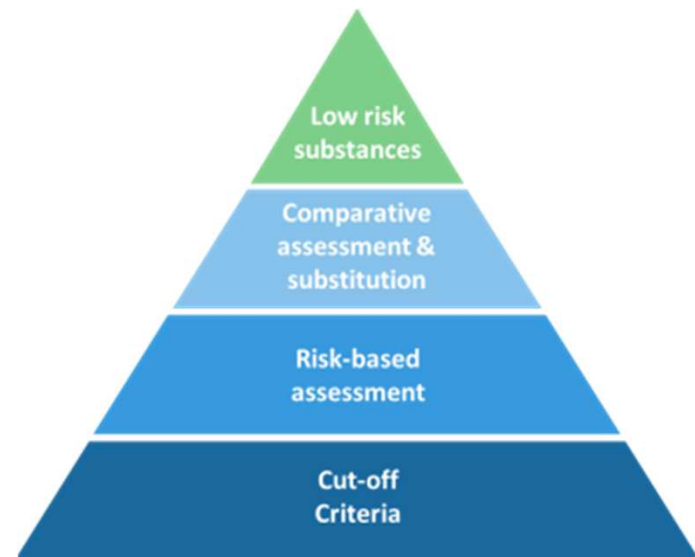 Low risk
substances
Comparative
assessment &
substitution
Risk-based
assessment
Cut-off
Criteria